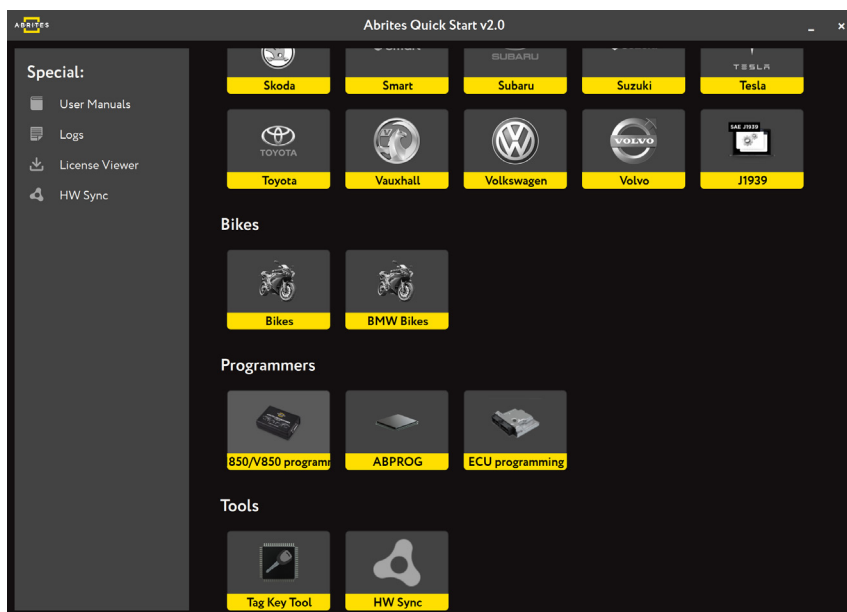 ABRITES
Abrites Quick Start v2.0
Special:
User Manuals
Logs
License Viewer
HW Sync
SUBARU
TESLA
Skoda
Smart
Subaru
Suzuki
Tesla
TOYOTA
VOLVO
SAE J1939
Toyota
Vauxhall
Volkswagen
Volvo
J1939
Bikes
Bikes
BMW Bikes
Programmers
850/V850 programm
ABPROG
ECU programming
Tools
Tag Key Tool
HW Sync